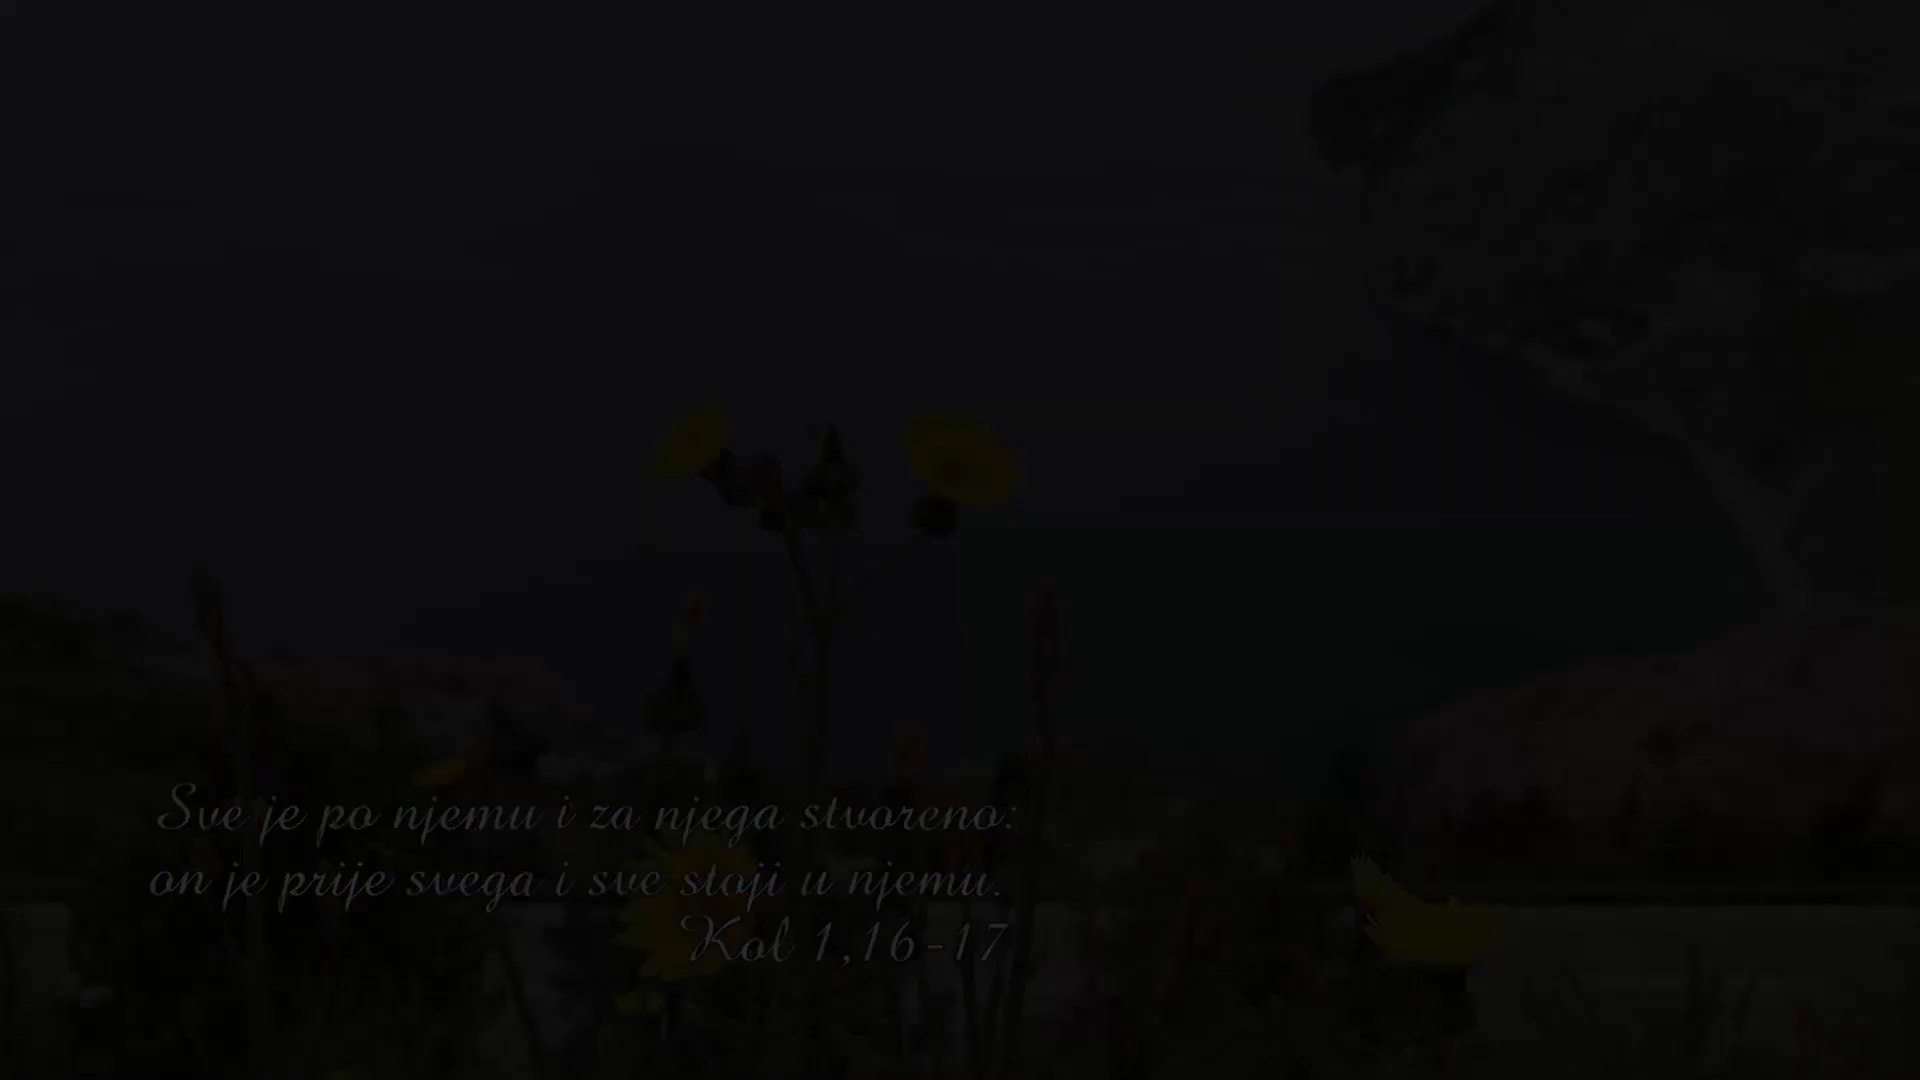 Sve je po njemu i za njega stvoreno:
on je prije svega i sve stoji u njemu.
Kol 1,16-17